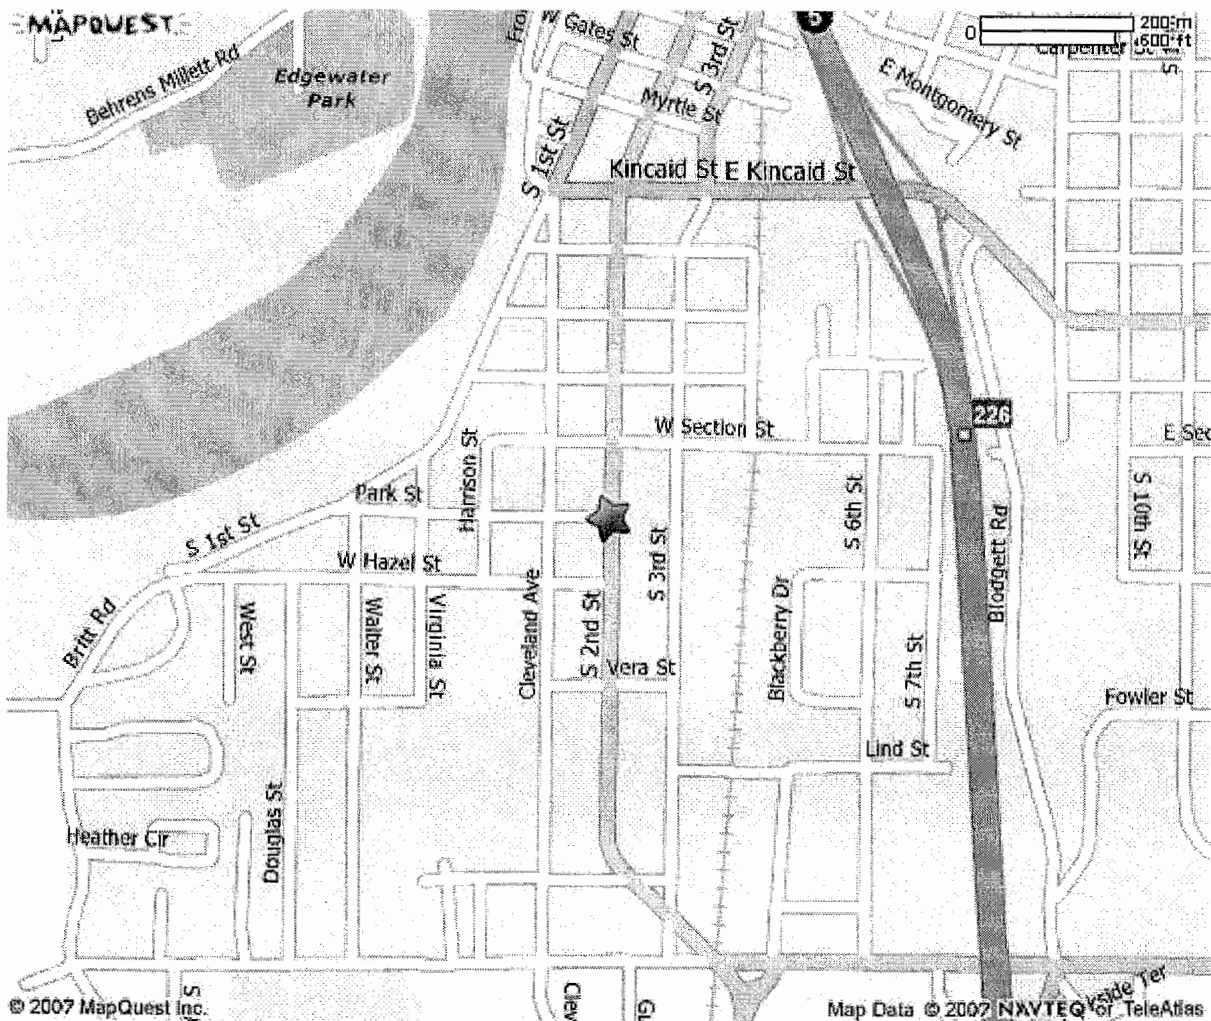 MAPQUEST
W Gates St
S 3rd St
5
0
200 m
600 ft
Carpenter St
Behrens Millett Rd
Edgewater
Park
E Montgomery St
Myrtle St
S 1st St
Kincaid St
E Kincaid St
226
W Section St
Harrison St
Park St
S 1st St
S 6th St
S 10th St
W Hazel St
S 3rd St
Blodgett Rd
Britt Rd
West St
Walter St
Virginia St
Cleveland Ave
S 2nd St
Vera St
Blackberry Dr
S 7th St
Fowler St
Lind St
Douglas St
Heather Cir
© 2007 MapQuest Inc.
Map Data © 2007 NAVTEQ or TeleAtlas